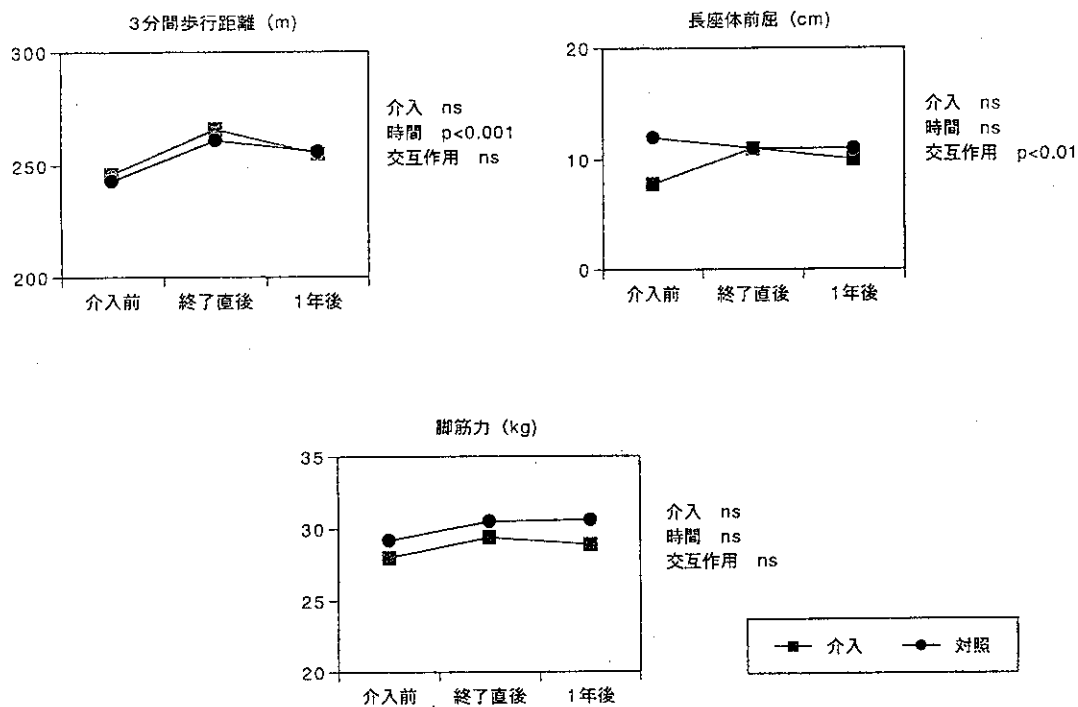 3分間歩行距離（m）
300
250
200
介入前 終了直後 1年後
介入 ns
時間 p<0.001
交互作用 ns
長座体前屈（cm）
20
10
0
介入前 終了直後 1年後
介入 ns
時間 ns
交互作用 p<0.01
脚筋力（kg）
35
30
25
20
介入前 終了直後 1年後
介入 ns
時間 ns
交互作用 ns
介入 対照